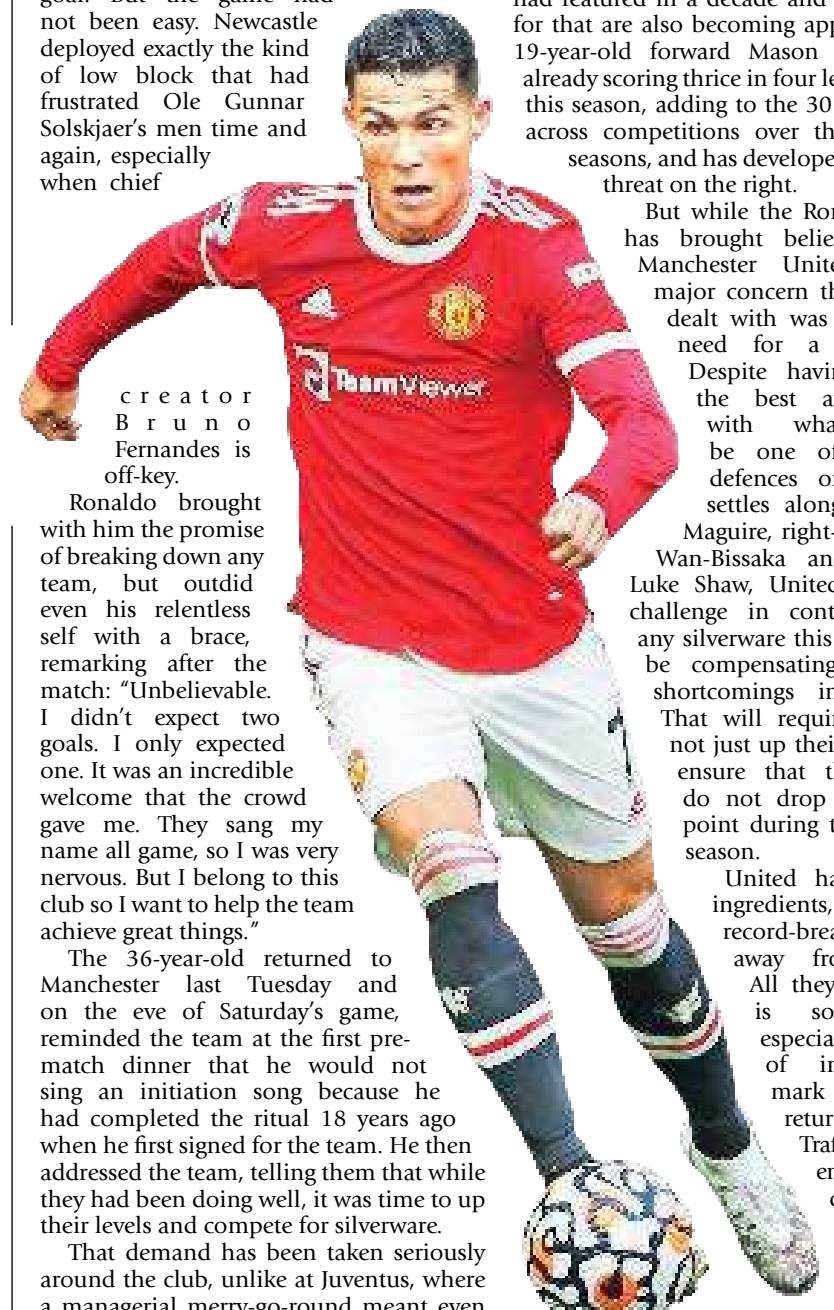 not been easy. Newcastle
deployed exactly the kind
of low block that had
frustrated Ole Gunnar
Solskjaer's men time and
again, especially
when chief
creator
Bruno
Fernandes is
off-key.
Ronaldo brought
with him the promise
of breaking down any
team, but outdid
even his relentless
self with a brace,
remarking after the
match: “Unbelievable.
I didn't expect two
goals. I only expected
one. It was an incredible
welcome that the crowd
gave me. They sang my
name all game, so I was very
nervous. But I belong to this
club so I want to help the team
achieve great things.”
The 36-year-old returned to
Manchester last Tuesday and
on the eve of Saturday's game,
reminded the team at the first pre-
match dinner that he would not
sing an initiation song because he
had completed the ritual 18 years ago
when he first signed for the team. He then
addressed the team, telling them that while
they had been doing well, it was time to up
their levels and compete for silverware.
That demand has been taken seriously
around the club, unlike at Juventus, where
a managerial merry-go-round meant even
TeamViewer
had featured in a decade and
for that are also becoming app
19-year-old forward Mason
already scoring thrice in four le
this season, adding to the 30
across competitions over th
seasons, and has develope
threat on the right.
But while the Ron
has brought belie
Manchester Unite
major concern th
dealt with was
need for a
Despite havin
the best a
with wha
be one of
defences o
settles along
Maguire, right-
Wan-Bissaka an
Luke Shaw, United
challenge in cont
any silverware this
be compensating
shortcomings in
That will requir
not just up their
ensure that t
do not drop
point during t
season.
United ha
ingredients,
record-brea
away fro
All they
is so
especia
of in
mark
retur
Traf
en